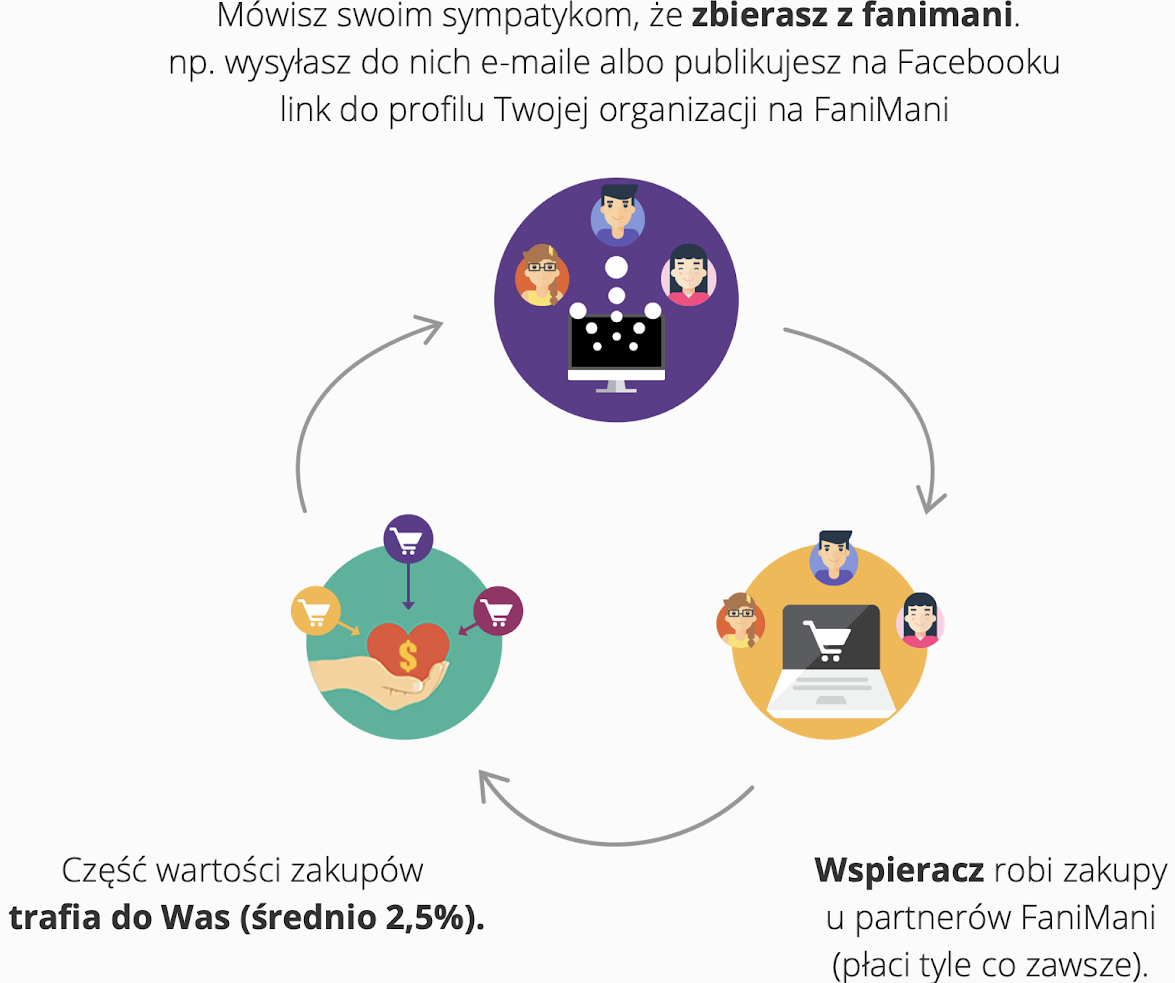 Mówisz swoim sympatykom, że zbierasz z fanimani.
np. wysyłasz do nich e-maile albo publikujesz na Facebooku
link do profilu Twojej organizacji na FaniMani
$
Część wartości zakupów
trafia do Was (średnio 2,5%).
Wspieracz robi zakupy
u partnerów FaniMani
(płaci tyle co zawsze).